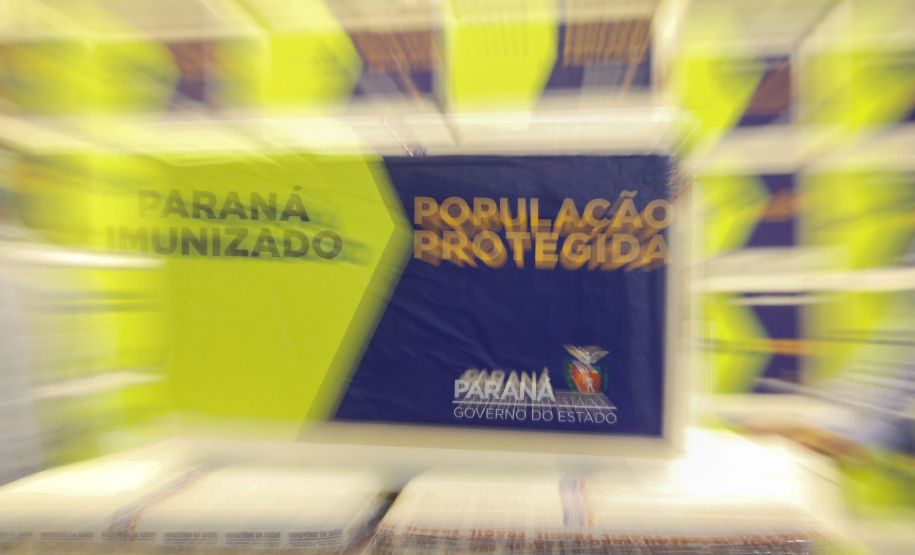 PARANÁ
IMUNIZADO
POPULAÇÃO
PROTEGIDA
PARANÁ
GOVERNO DO ESTADO